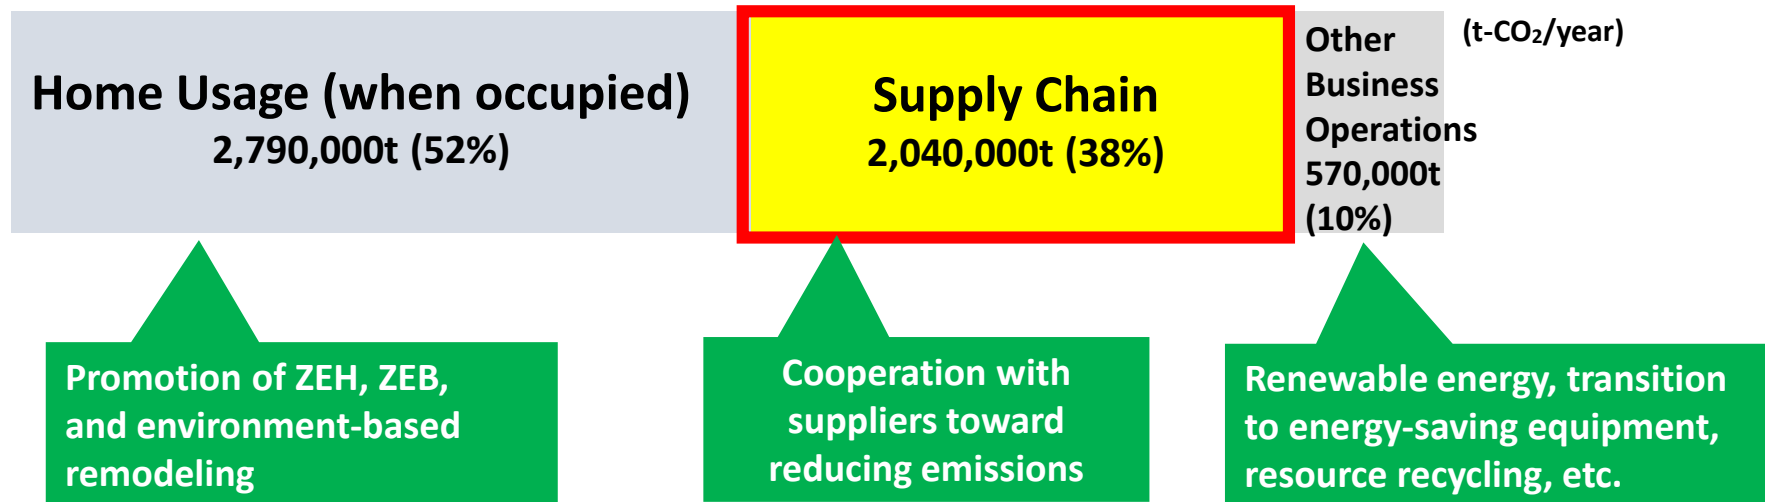 Home Usage (when occupied)
2,790,000t (52%)
Supply Chain
2,040,000t (38%)
Other
Business
Operations
570,000t
(10%)
(t-CO₂/year)
Promotion of ZEH, ZEB,
and environment-based
remodeling
Cooperation with
suppliers toward
reducing emissions
Renewable energy, transition
to energy-saving equipment,
resource recycling, etc.